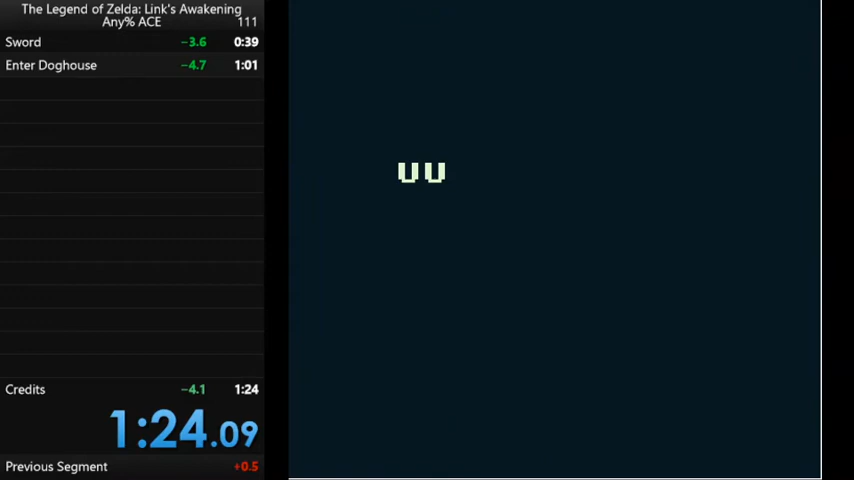 The Legend of Zelda: Link's Awakening
Any% ACE 111
Sword −3.6 0:39
Enter Doghouse −4.7 1:01
UU
Credits −4.1 1:24
1:24.09
Previous Segment +0.5